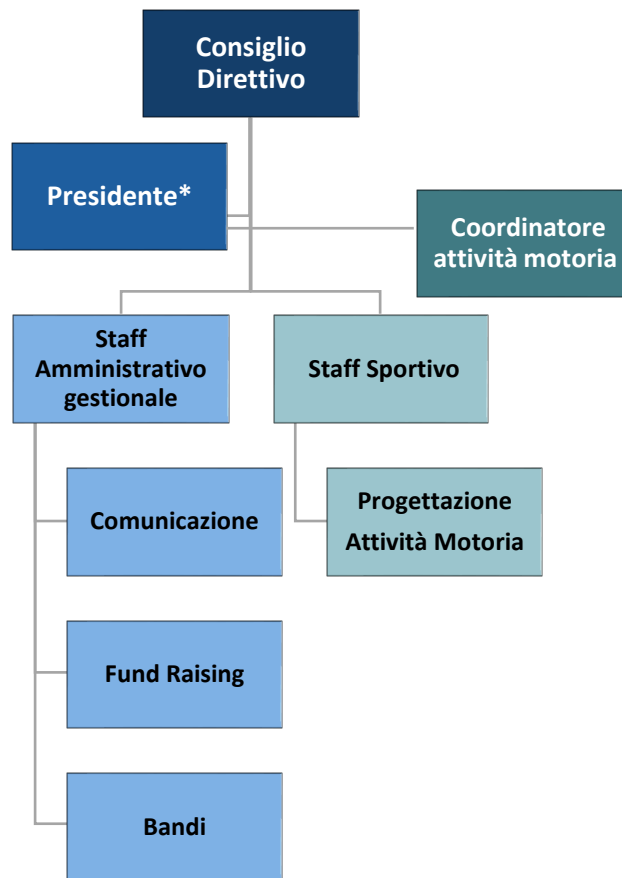 Consiglio
Direttivo
Presidente*
Coordinatore
attività motoria
Staff
Amministrativo
gestionale
Staff Sportivo
Comunicazione
Progettazione
Attività Motoria
Fund Raising
Bandi